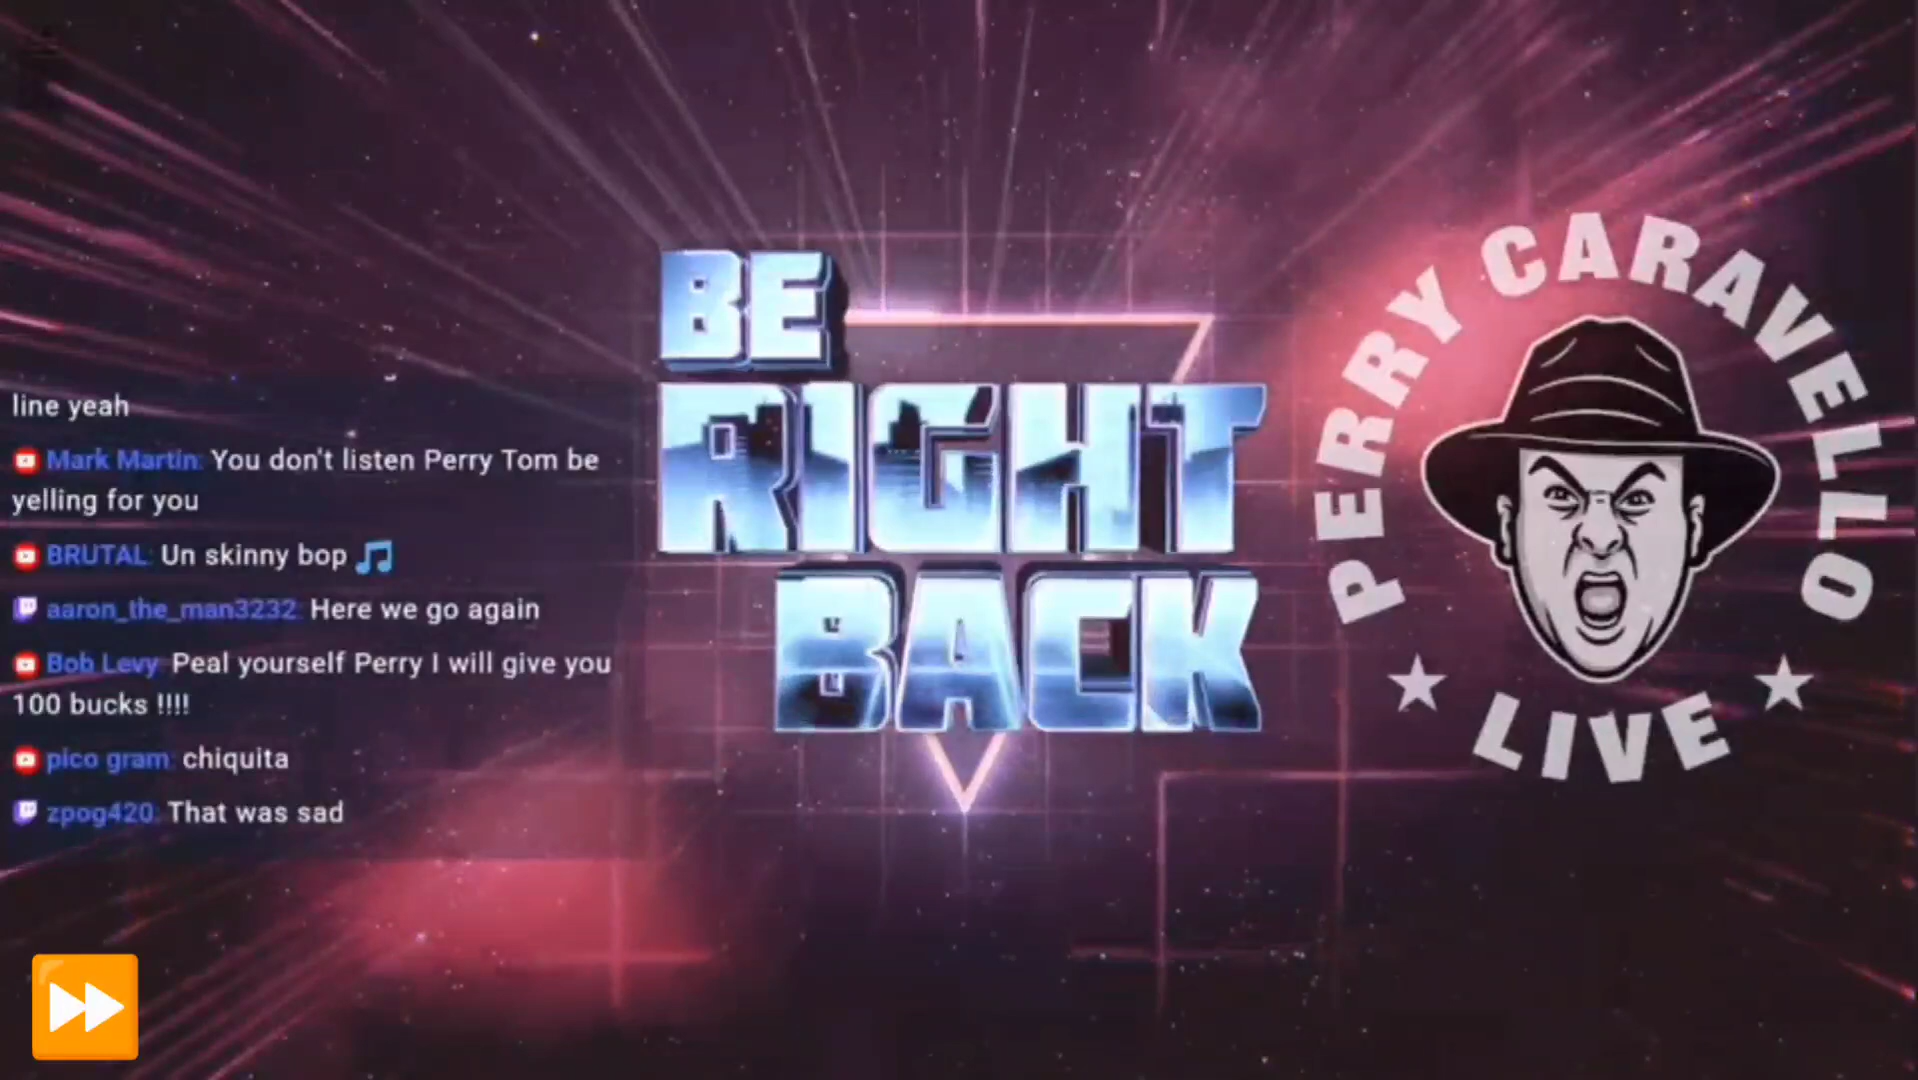 line yeah
Mark Martin: You don't listen Perry Tom be
yelling for you
BRUTAL: Un skinny bop 🎵
aaron_the_man3232: Here we go again
Bob Levy: Peal yourself Perry I will give you
100 bucks !!!!
pico gram: chiquita
zpog420: That was sad
BE
RIGHT
BACK
PERRY CARAVELLO
LIVE